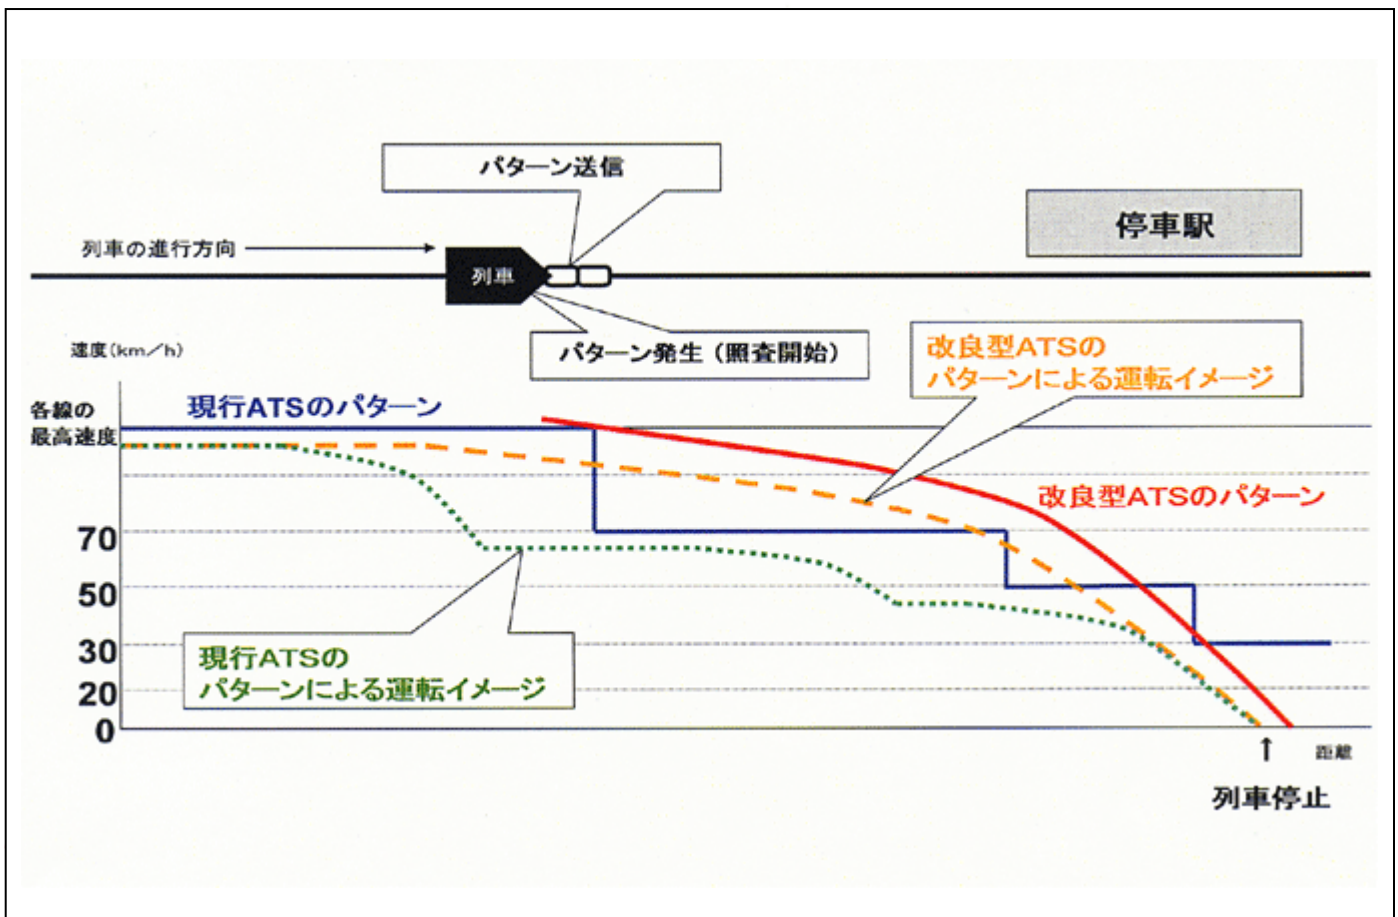 パターン送信
停車駅
列車の進行方向
列車
パターン発生（照査開始）
速度（km／h）
改良型ATSの
パターンによる運転イメージ
各線の
最高速度
現行ATSのパターン
改良型ATSのパターン
70
50
30
20
0
現行ATSの
パターンによる運転イメージ
↑
距離
列車停止